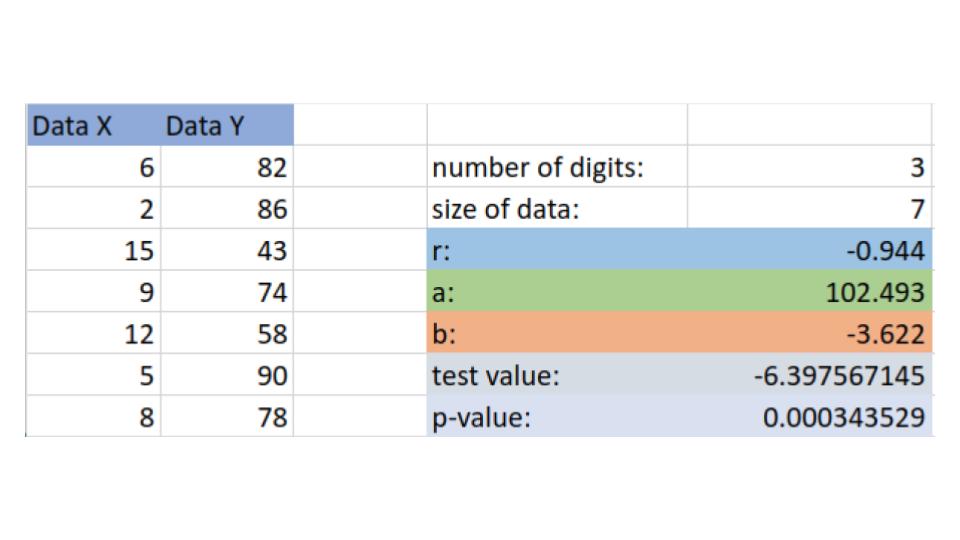 Data X Data Y
6 82 number of digits: 3
2 86 size of data: 7
15 43 r: -0.944
9 74 a: 102.493
12 58 b: -3.622
5 90 test value: -6.397567145
8 78 p-value: 0.000343529